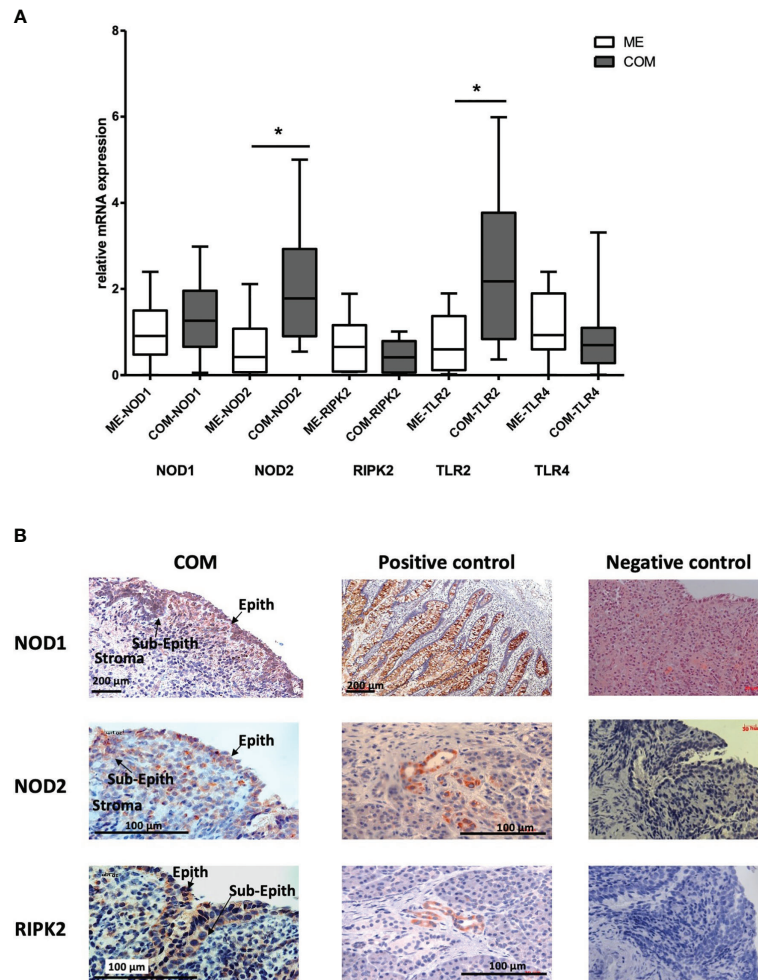 A
8
6
4
2
0
relative mRNA expression
ME
COM
*
*
ME-NOD1
COM-NOD1
ME-NOD2
COM-NOD2
ME-RIPK2
COM-RIPK2
ME-TLR2
COM-TLR2
ME-TLR4
COM-TLR4
NOD1 NOD2 RIPK2 TLR2 TLR4
B
COM Positive control Negative control
NOD1
Epith
Sub-Epith
Stroma
200 µm
200 µm
NOD2
Epith
Sub-Epith
Stroma
100 µm
100 µm
RIPK2
Epith
Sub-Epith
100 µm
100 µm